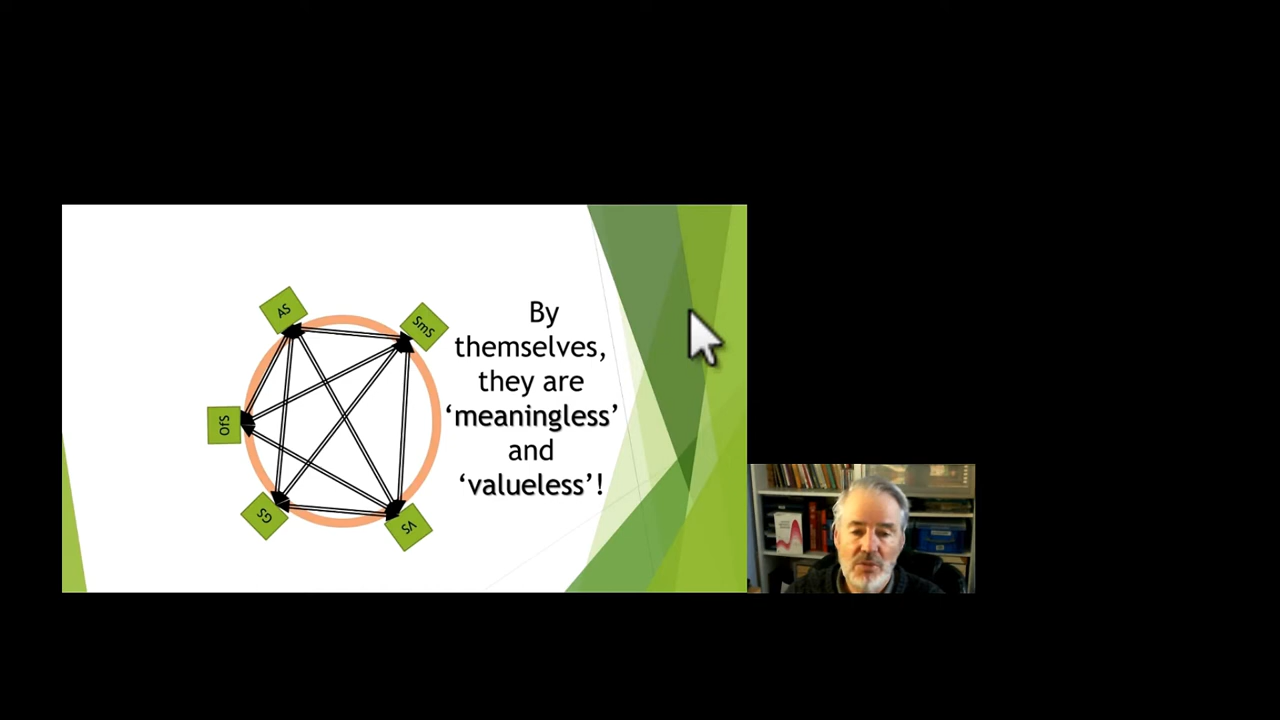 AS
SmS
OfS
GS
VS
By
themselves,
they are
‘meaningless’
and
‘valueless’!